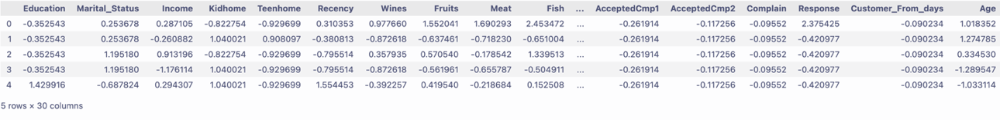 Education Marital_Status Income Kidhome Teenhome Recency Wines Fruits Meat Fish ... AcceptedCmp1 AcceptedCmp2 Complain Response Customer_From_days Age
0 -0.352543 0.253678 0.287105 -0.822754 -0.929699 0.310353 0.977660 1.552041 1.690293 2.453472 ... -0.261914 -0.117256 -0.09552 2.375425 -0.090234 1.018352
1 -0.352543 0.253678 -0.260882 1.040021 0.908097 -0.380813 -0.872618 -0.637461 -0.718230 -0.651004 ... -0.261914 -0.117256 -0.09552 -0.420977 -0.090234 1.274785
2 -0.352543 1.195180 0.913196 -0.822754 -0.929699 -0.795514 0.357935 0.570540 -0.178542 1.339513 ... -0.261914 -0.117256 -0.09552 -0.420977 -0.090234 0.334530
3 -0.352543 1.195180 -1.176114 1.040021 -0.929699 -0.795514 -0.872618 -0.561961 -0.655787 -0.504911 ... -0.261914 -0.117256 -0.09552 -0.420977 -0.090234 -1.289547
4 1.429916 -0.687824 0.294307 1.040021 -0.929699 1.554453 -0.392257 0.419540 -0.218684 0.152508 ... -0.261914 -0.117256 -0.09552 -0.420977 -0.090234 -1.033114
5 rows × 30 columns